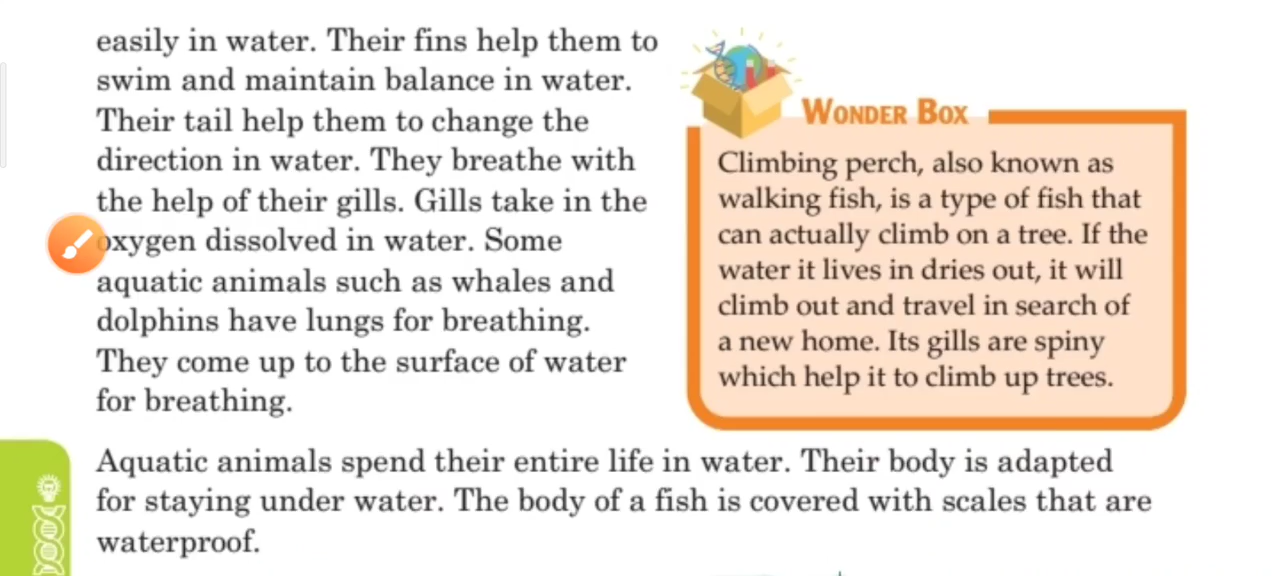 easily in water. Their fins help them to
swim and maintain balance in water.
Their tail help them to change the
direction in water. They breathe with
the help of their gills. Gills take in the
oxygen dissolved in water. Some
aquatic animals such as whales and
dolphins have lungs for breathing.
They come up to the surface of water
for breathing.
WONDER BOX
Climbing perch, also known as
walking fish, is a type of fish that
can actually climb on a tree. If the
water it lives in dries out, it will
climb out and travel in search of
a new home. Its gills are spiny
which help it to climb up trees.
Aquatic animals spend their entire life in water. Their body is adapted
for staying under water. The body of a fish is covered with scales that are
waterproof.